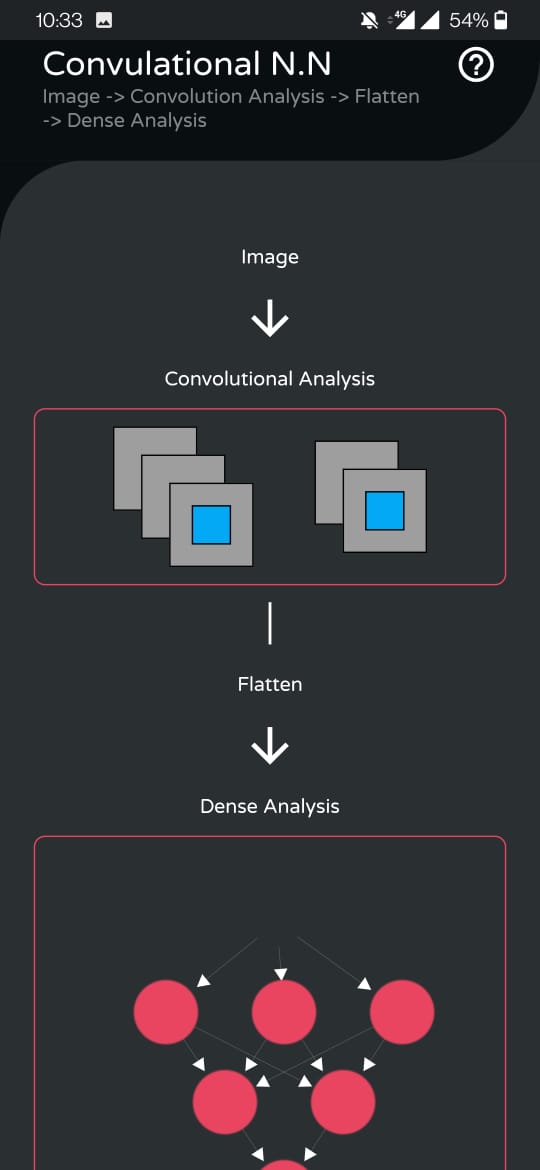 10:33
4G
54%
Convulational N.N
Image -> Convolution Analysis -> Flatten
-> Dense Analysis
Image
Convolutional Analysis
Flatten
Dense Analysis